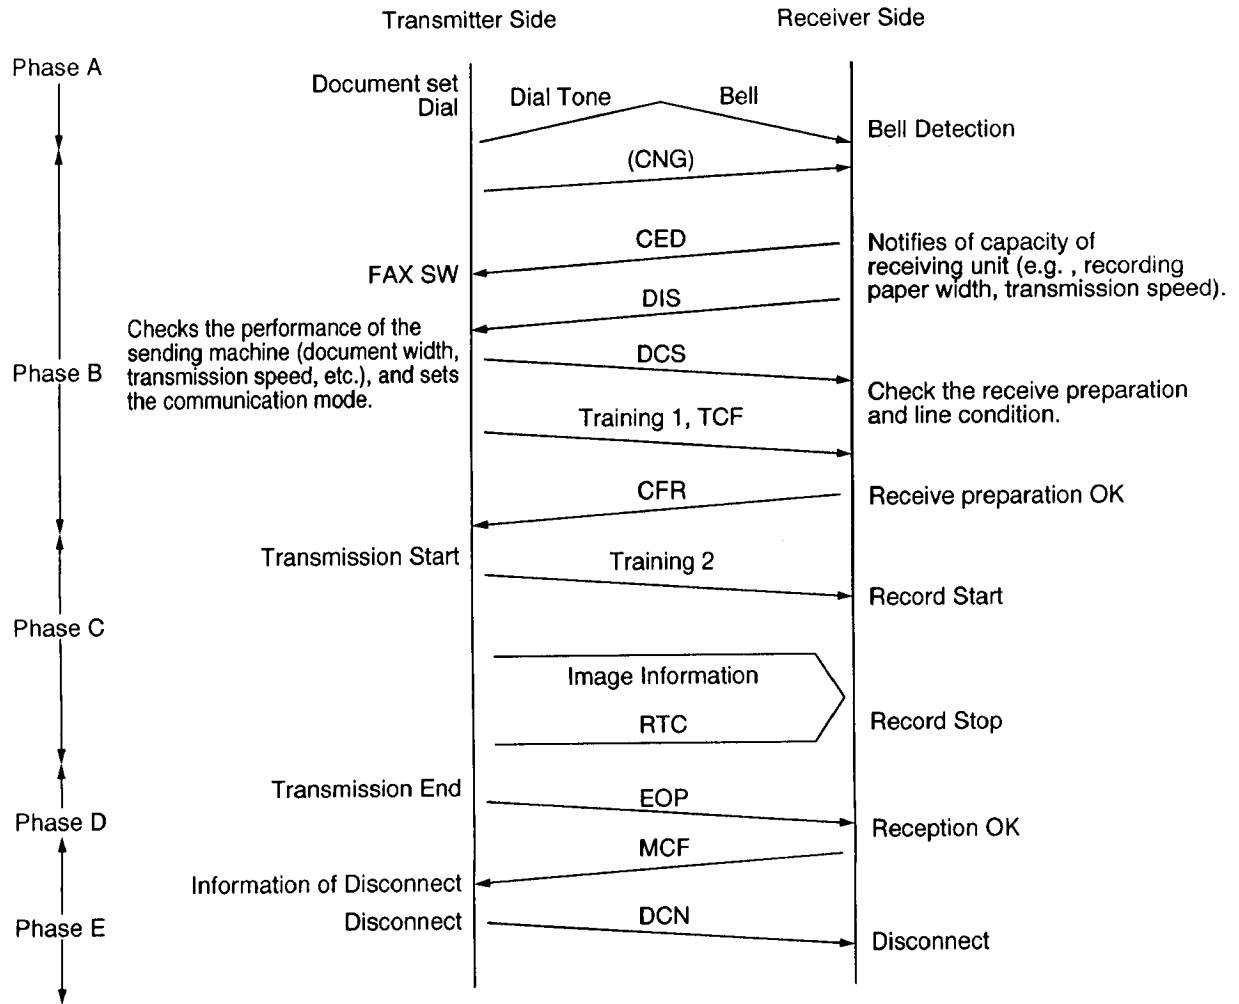 Transmitter Side
Receiver Side
Phase A
Document set
Dial
Dial Tone
Bell
Bell Detection
(CNG)
CED
Notifies of capacity of
receiving unit (e.g. , recording
paper width, transmission speed).
FAX SW
DIS
Checks the performance of the
sending machine (document width,
transmission speed, etc.), and sets
the communication mode.
Phase B
DCS
Check the receive preparation
and line condition.
Training 1, TCF
CFR
Receive preparation OK
Transmission Start
Training 2
Record Start
Phase C
Image Information
RTC
Record Stop
Transmission End
EOP
Phase D
Reception OK
MCF
Information of Disconnect
Phase E
Disconnect
DCN
Disconnect